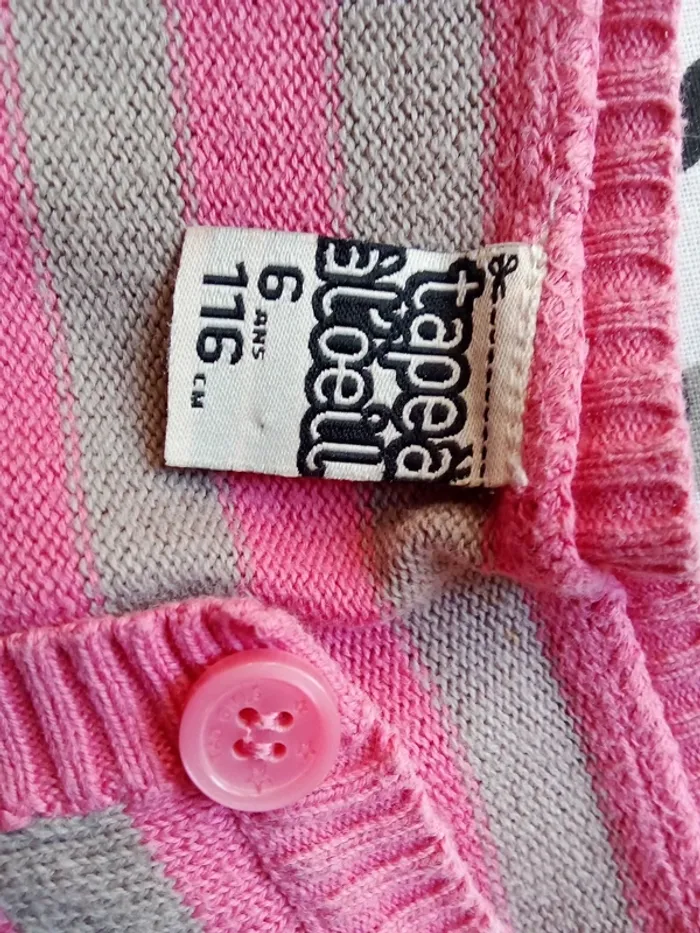 tape à
l'oeil
6 ANS
116 CM